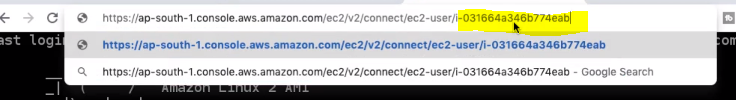 https://ap-south-1.console.aws.amazon.com/ec2/v2/connect/ec2-user/i-031664a346b774eab
ast login
https://ap-south-1.console.aws.amazon.com/ec2/v2/connect/ec2-user/i-031664a346b774eab
https://ap-south-1.console.aws.amazon.com/ec2/v2/connect/ec2-user/i-031664a346b774eab - Google Search
Amazon Linux 2 AMI